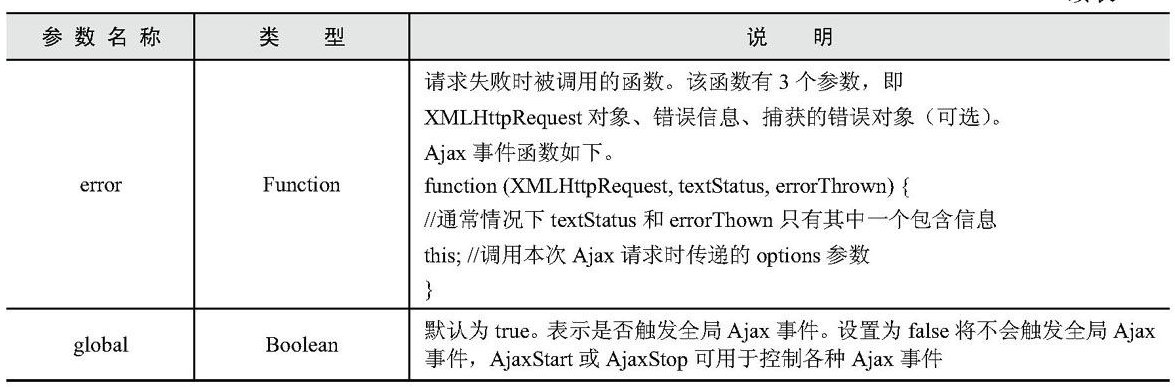 参数名称 类型 说明
请求失败时被调用的函数。该函数有 3 个参数，即
XMLHttpRequest 对象、错误信息、捕获的错误对象（可选）。
Ajax 事件函数如下。
error Function function (XMLHttpRequest, textStatus, errorThrown) {
//通常情况下 textStatus 和 errorThown 只有其中一个包含信息
this; //调用本次 Ajax 请求时传递的 options 参数
}
global Boolean 默认为 true。表示是否触发全局 Ajax 事件。设置为 false 将不会触发全局 Ajax
事件，AjaxStart 或 AjaxStop 可用于控制各种 Ajax 事件